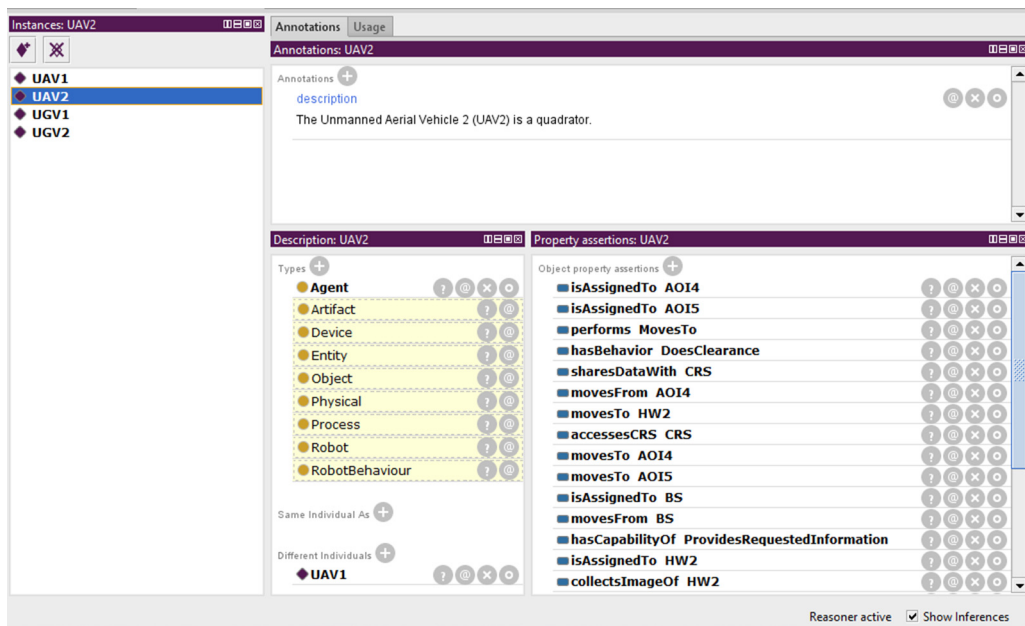 Instances: UAV2
UAV1
UAV2
UGV1
UGV2
Annotations Usage
Annotations: UAV2
Annotations
description
The Unmanned Aerial Vehicle 2 (UAV2) is a quadrator.
Description: UAV2
Types
Agent
Artifact
Device
Entity
Object
Physical
Process
Robot
RobotBehaviour
Same Individual As
Different Individuals
UAV1
Property assertions: UAV2
Object property assertions
isAssignedTo AOI4
isAssignedTo AOI5
performs MovesTo
hasBehavior DoesClearance
sharesDataWith CRS
movesFrom AOI4
movesTo HW2
accessesCRS CRS
movesTo AOI4
movesTo AOI5
isAssignedTo BS
movesFrom BS
hasCapabilityOf ProvidesRequestedInformation
isAssignedTo HW2
collectsImageOf HW2
Reasoner active Show Inferences